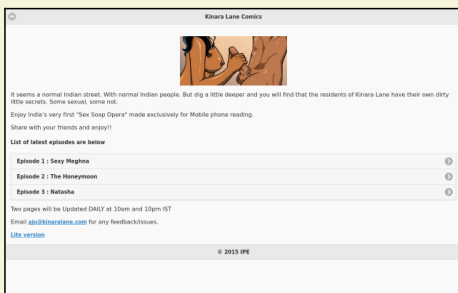 Kinara Lane Comics
It seems a normal Indian street. With normal Indian people. But dig a little deeper and you will find that the residents of Kinara Lane have their own dirty
little secrets. Some sexual, some not.
Enjoy India's very first "Sex Soap Opera" made exclusively for Mobile phone reading.
Share with your friends and enjoy!!
List of latest episodes are below
Episode 1 : Sexy Meghna
Episode 2 : The Honeymoon
Episode 3 : Natasha
Two pages will be Updated DAILY at 10am and 10pm IST
Email aju@kinaralane.com for any feedback/issues.
Lite version
© 2015 IPE